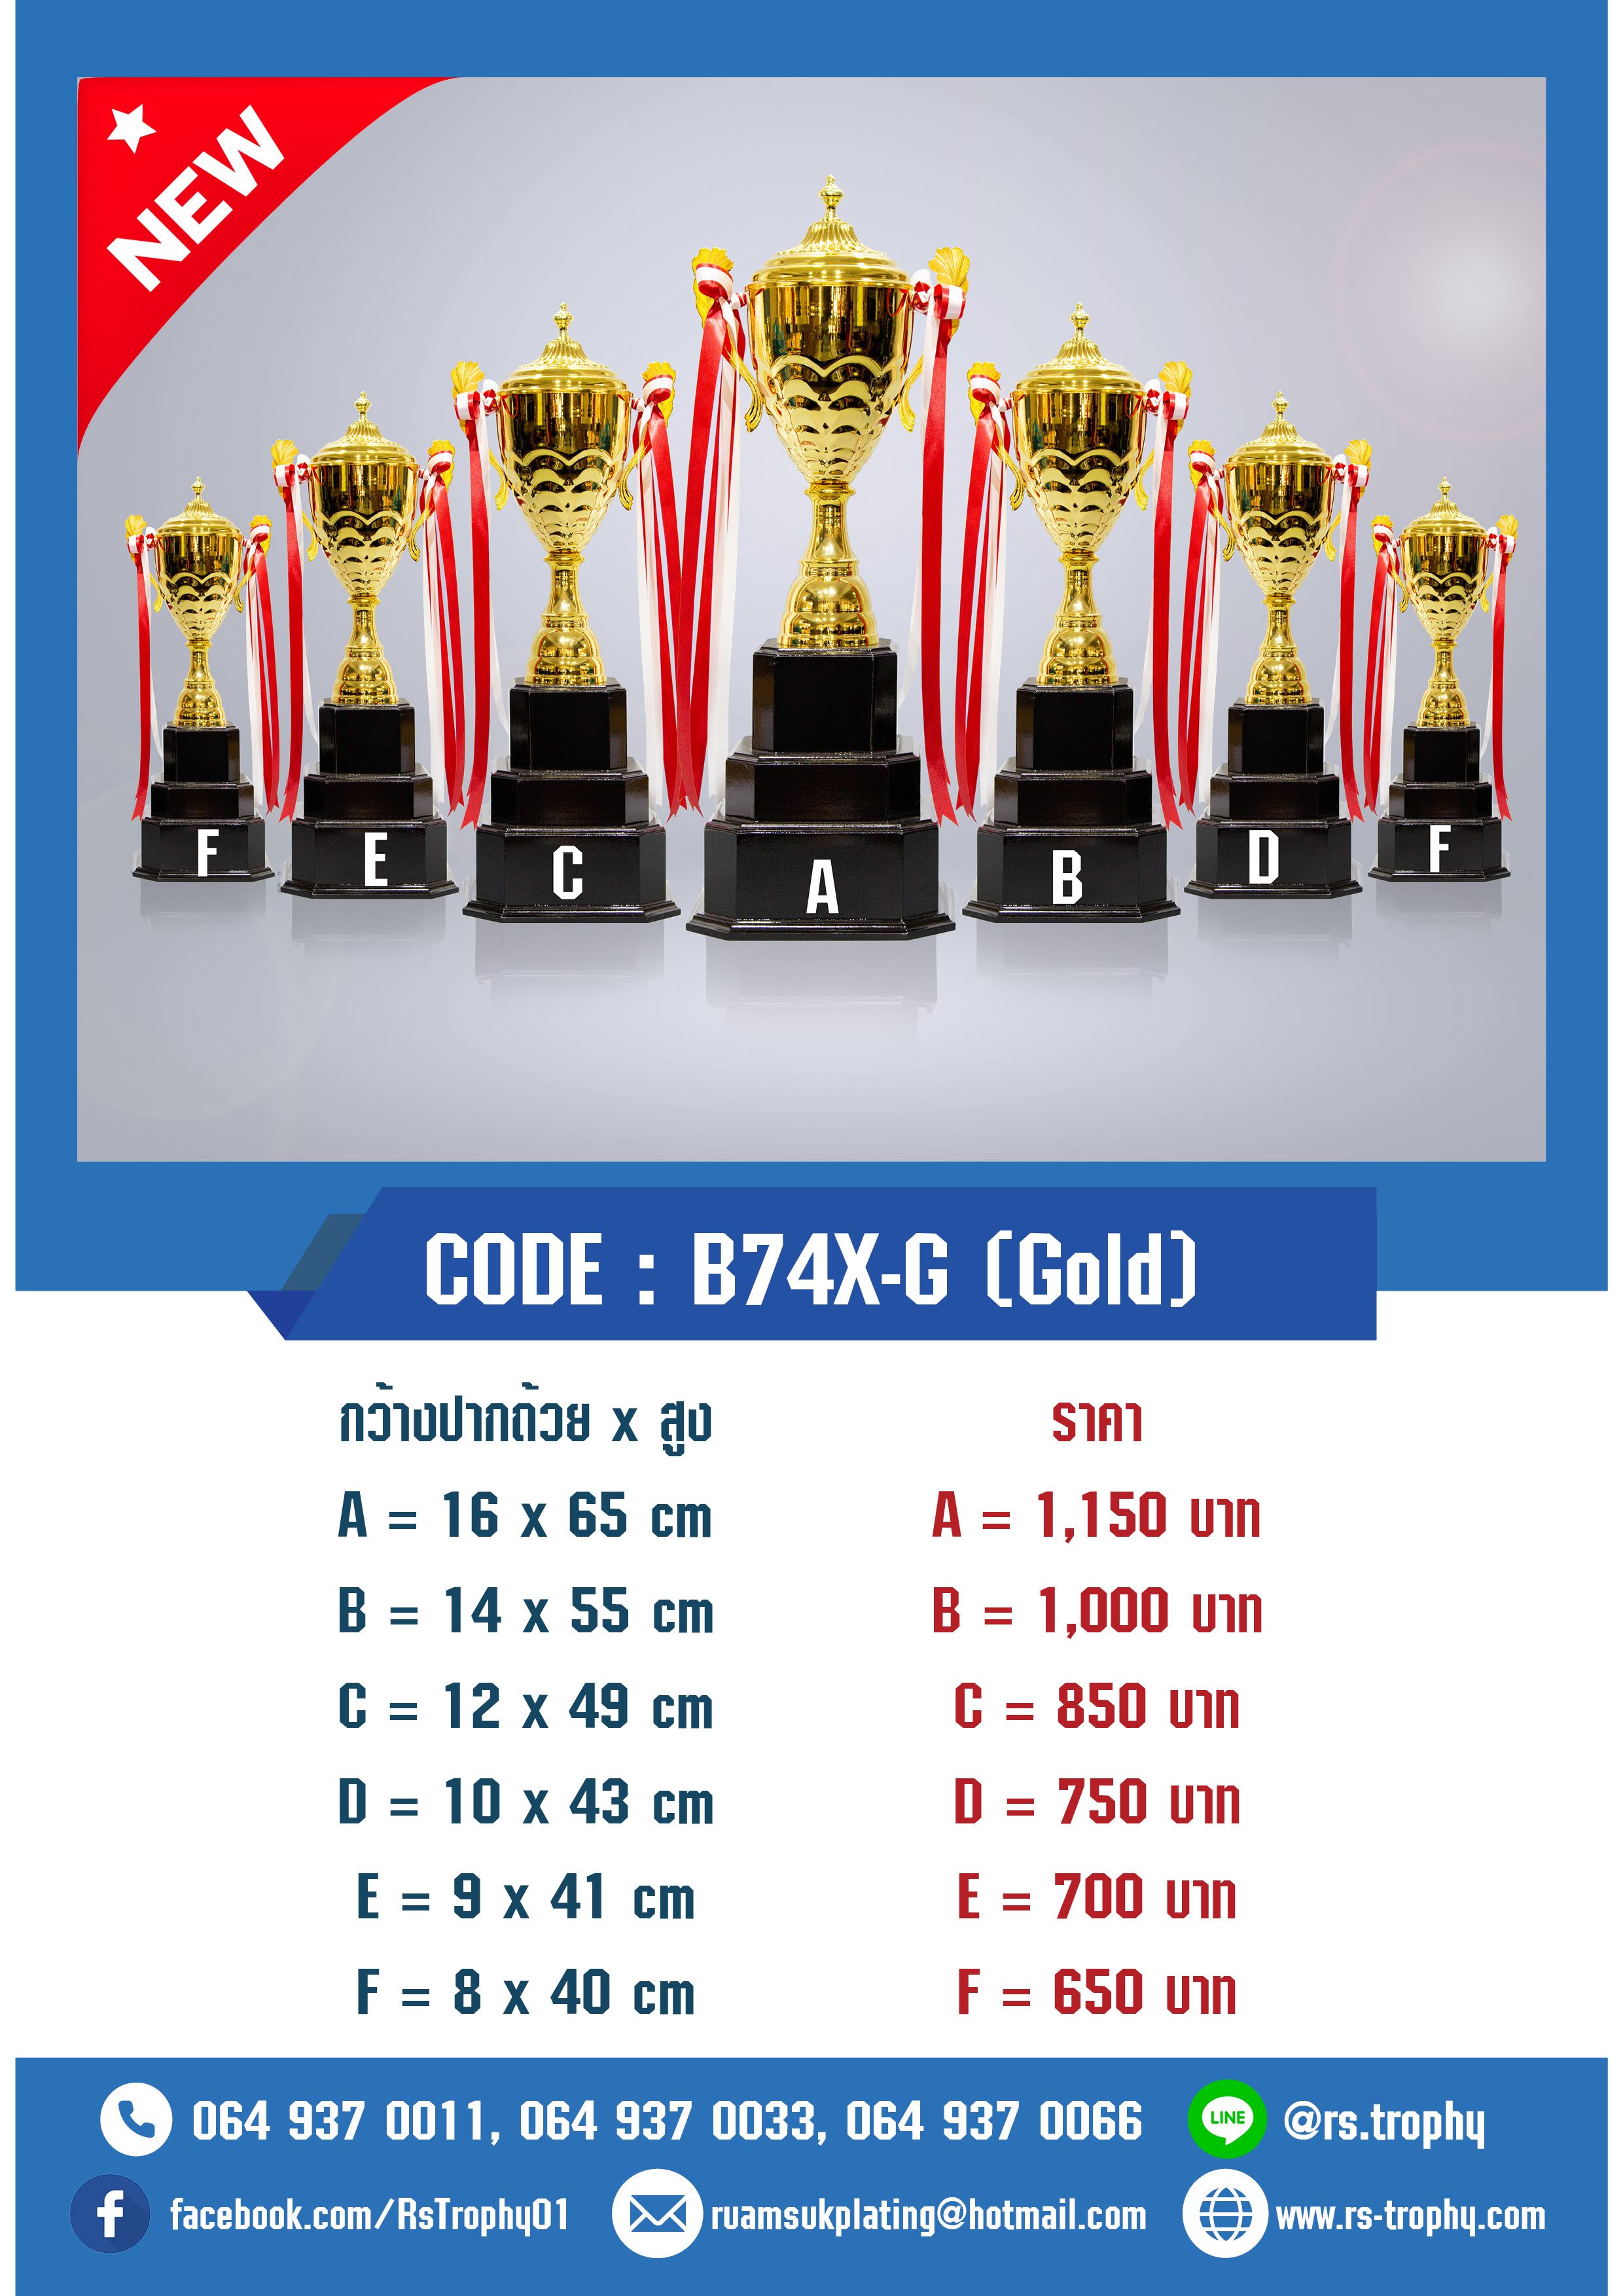 NEW
F E C A B D F
CODE : B74X-G (Gold)
กว้างปากถ้วย x สูง
A = 16 x 65 cm
B = 14 x 55 cm
C = 12 x 49 cm
D = 10 x 43 cm
E = 9 x 41 cm
F = 8 x 40 cm
ราคา
A = 1,150 บาท
B = 1,000 บาท
C = 850 บาท
D = 750 บาท
E = 700 บาท
F = 650 บาท
064 937 0011, 064 937 0033, 064 937 0066
LINE @rs.trophy
f facebook.com/RsTrophy01
ruamsukplating@hotmail.com
www.rs-trophy.com